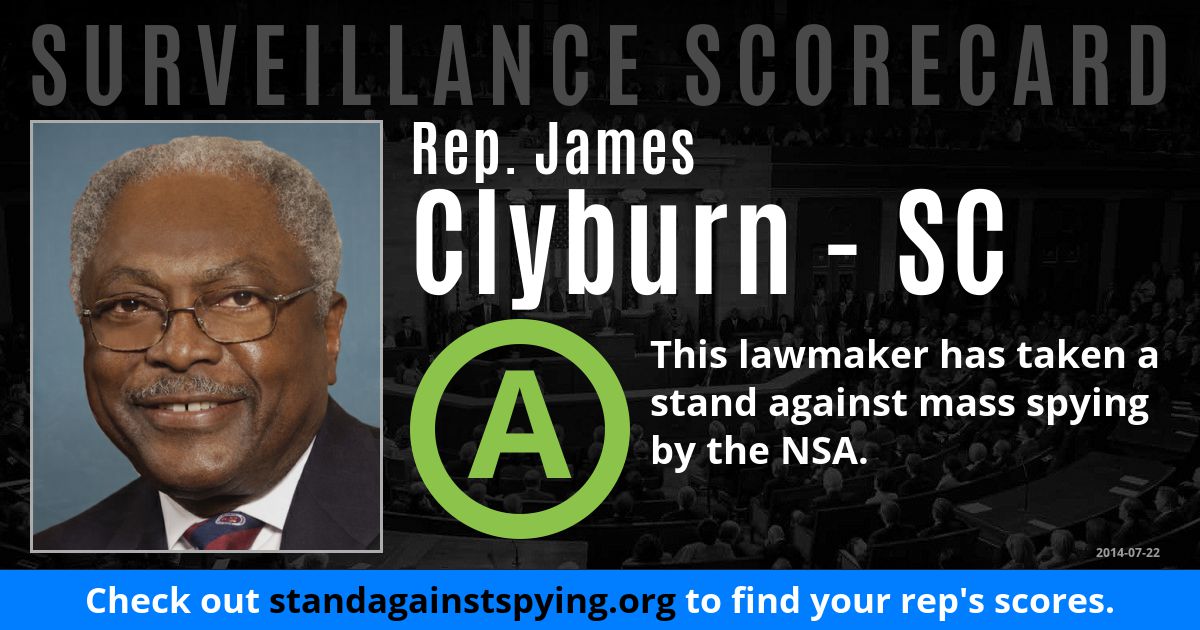 SURVEILLANCE SCORECARD
Rep. James
Clyburn - SC
A
This lawmaker has taken a
stand against mass spying
by the NSA.
2014-07-22
Check out standagainstspying.org to find your rep's scores.